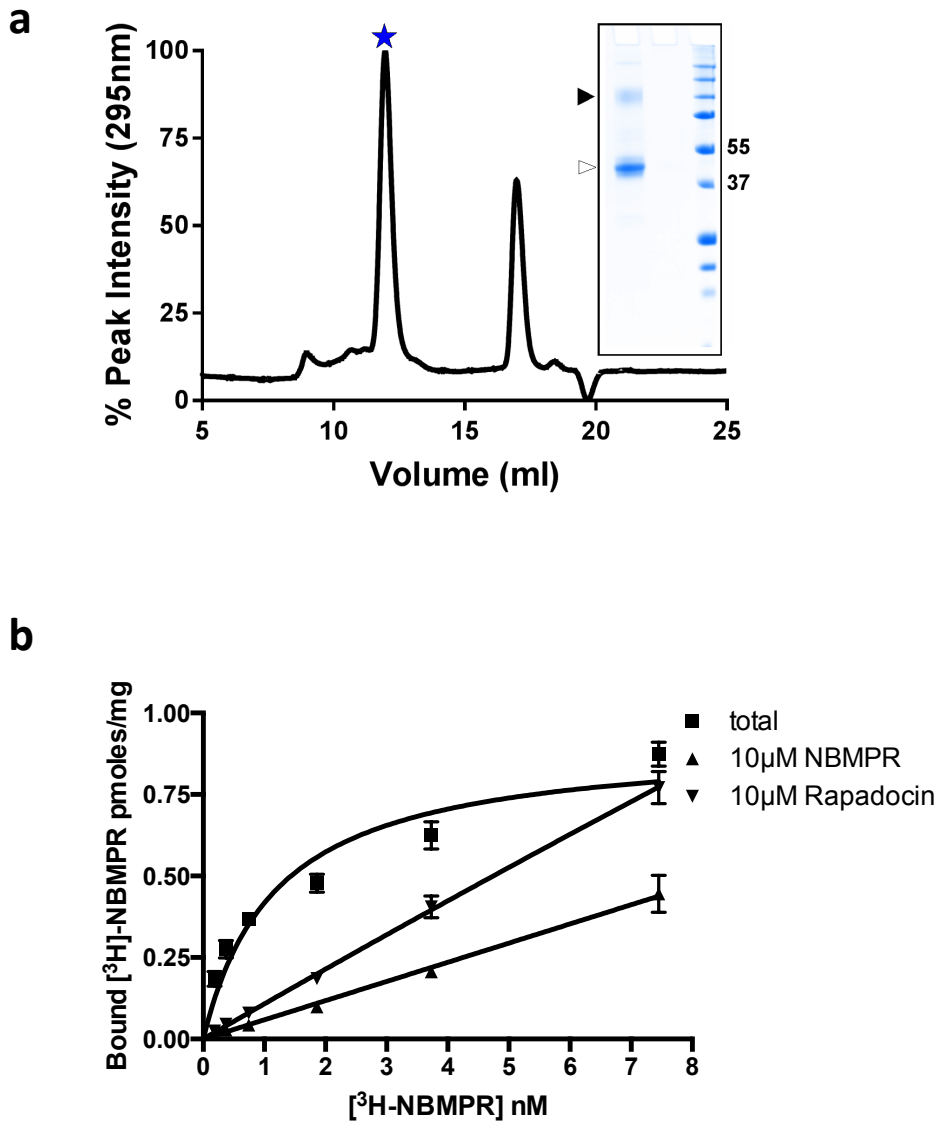 a
% Peak Intensity (295nm)
100
75
50
25
0
5 10 15 20 25
Volume (ml)
55
37
b
Bound [³H]-NBMPR pmoles/mg
1.00
0.75
0.50
0.25
0.00
0 1 2 3 4 5 6 7 8
[³H-NBMPR] nM
total
10µM NBMPR
10µM Rapadocin